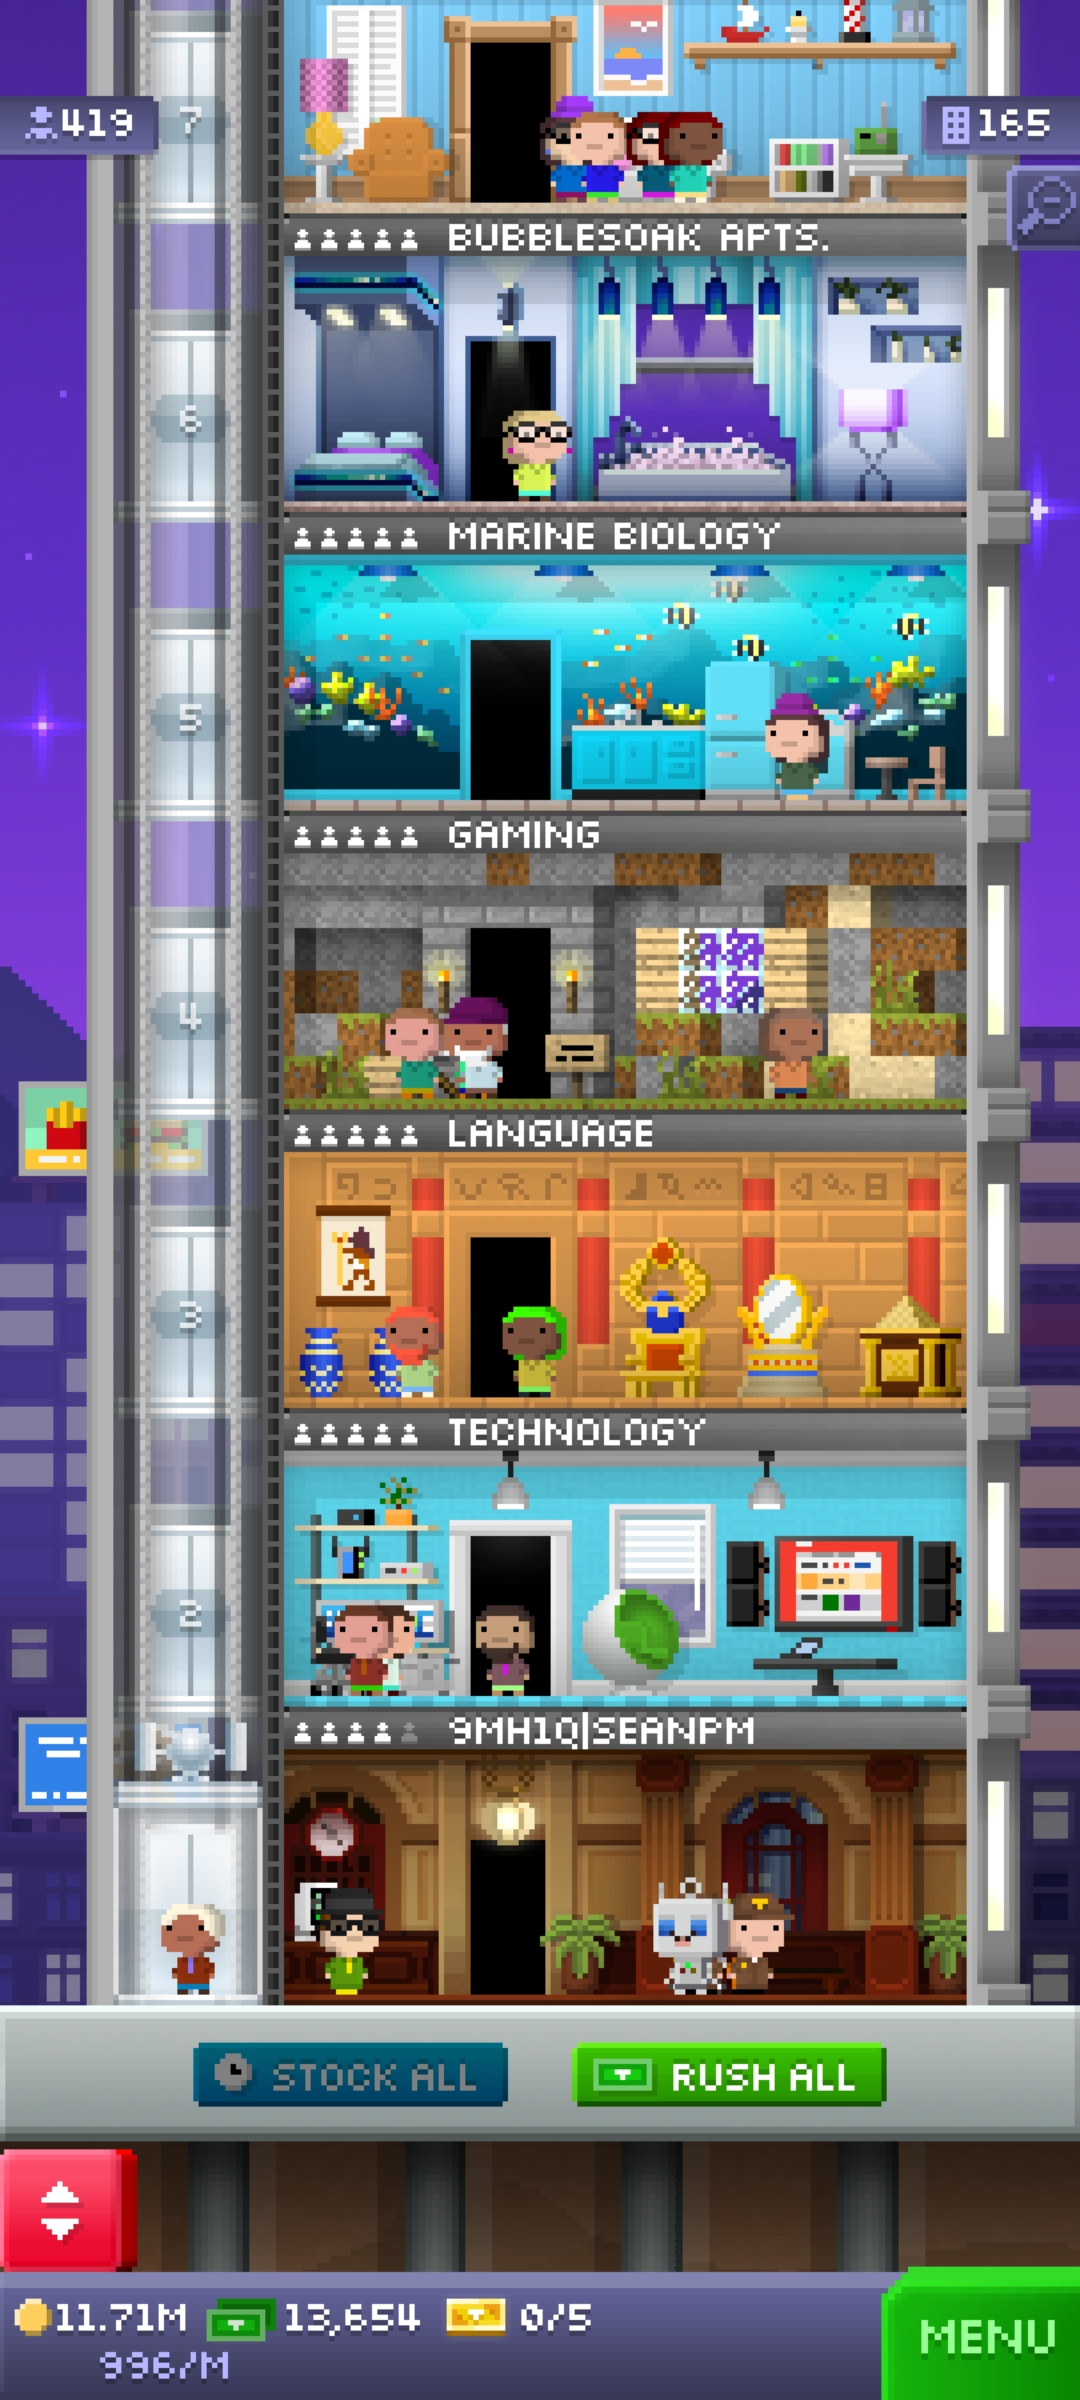 419
7
165
BUBBLESOAK APTS.
6
MARINE BIOLOGY
5
GAMING
4
LANGUAGE
3
TECHNOLOGY
2
9MH1Q|SEANPM
STOCK ALL
RUSH ALL
11.71M 13,654 0/5
996/M
MENU